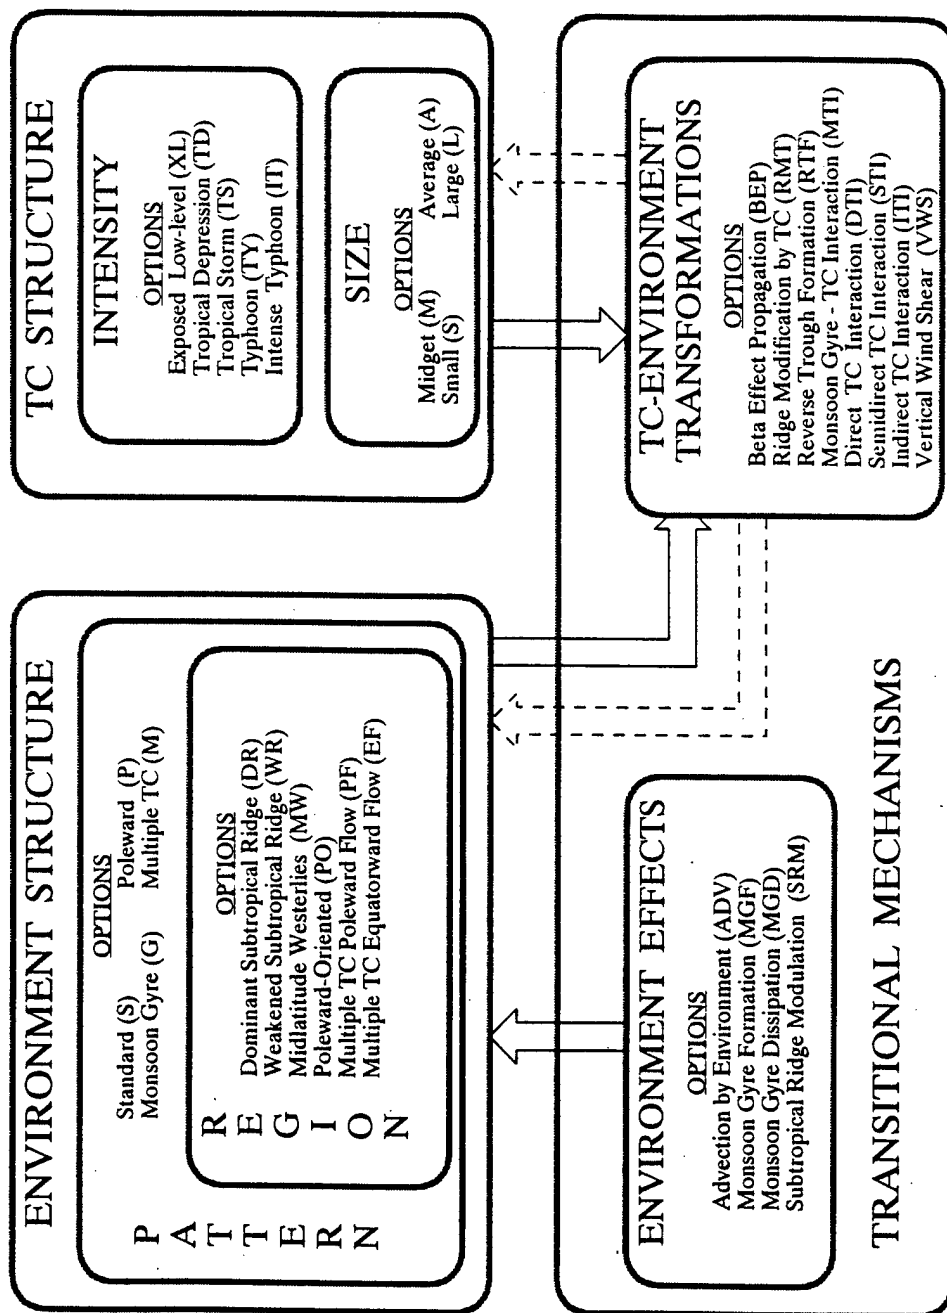 ENVIRONMENT STRUCTURE
PATTERN
OPTIONS
Standard (S) Poleward (P)
Monsoon Gyre (G) Multiple TC (M)
REGION
OPTIONS
Dominant Subtropical Ridge (DR)
Weakened Subtropical Ridge (WR)
Midlatitude Westerlies (MW)
Poleward-Oriented (PO)
Multiple TC Poleward Flow (PF)
Multiple TC Equatorward Flow (EF)
TC STRUCTURE
INTENSITY
OPTIONS
Exposed Low-level (XL)
Tropical Depression (TD)
Tropical Storm (TS)
Typhoon (TY)
Intense Typhoon (IT)
SIZE
OPTIONS
Midget (M) Average (A)
Small (S) Large (L)
ENVIRONMENT EFFECTS
OPTIONS
Advection by Environment (ADV)
Monsoon Gyre Formation (MGF)
Monsoon Gyre Dissipation (MGD)
Subtropical Ridge Modulation (SRM)
TC-ENVIRONMENT
TRANSFORMATIONS
OPTIONS
Beta Effect Propagation (BEP)
Ridge Modification by TC (RMT)
Reverse Trough Formation (RTF)
Monsoon Gyre - TC Interaction (MTI)
Direct TC Interaction (DTI)
Semidirect TC Interaction (STI)
Indirect TC Interaction (ITI)
Vertical Wind Shear (VWS)
TRANSITIONAL MECHANISMS